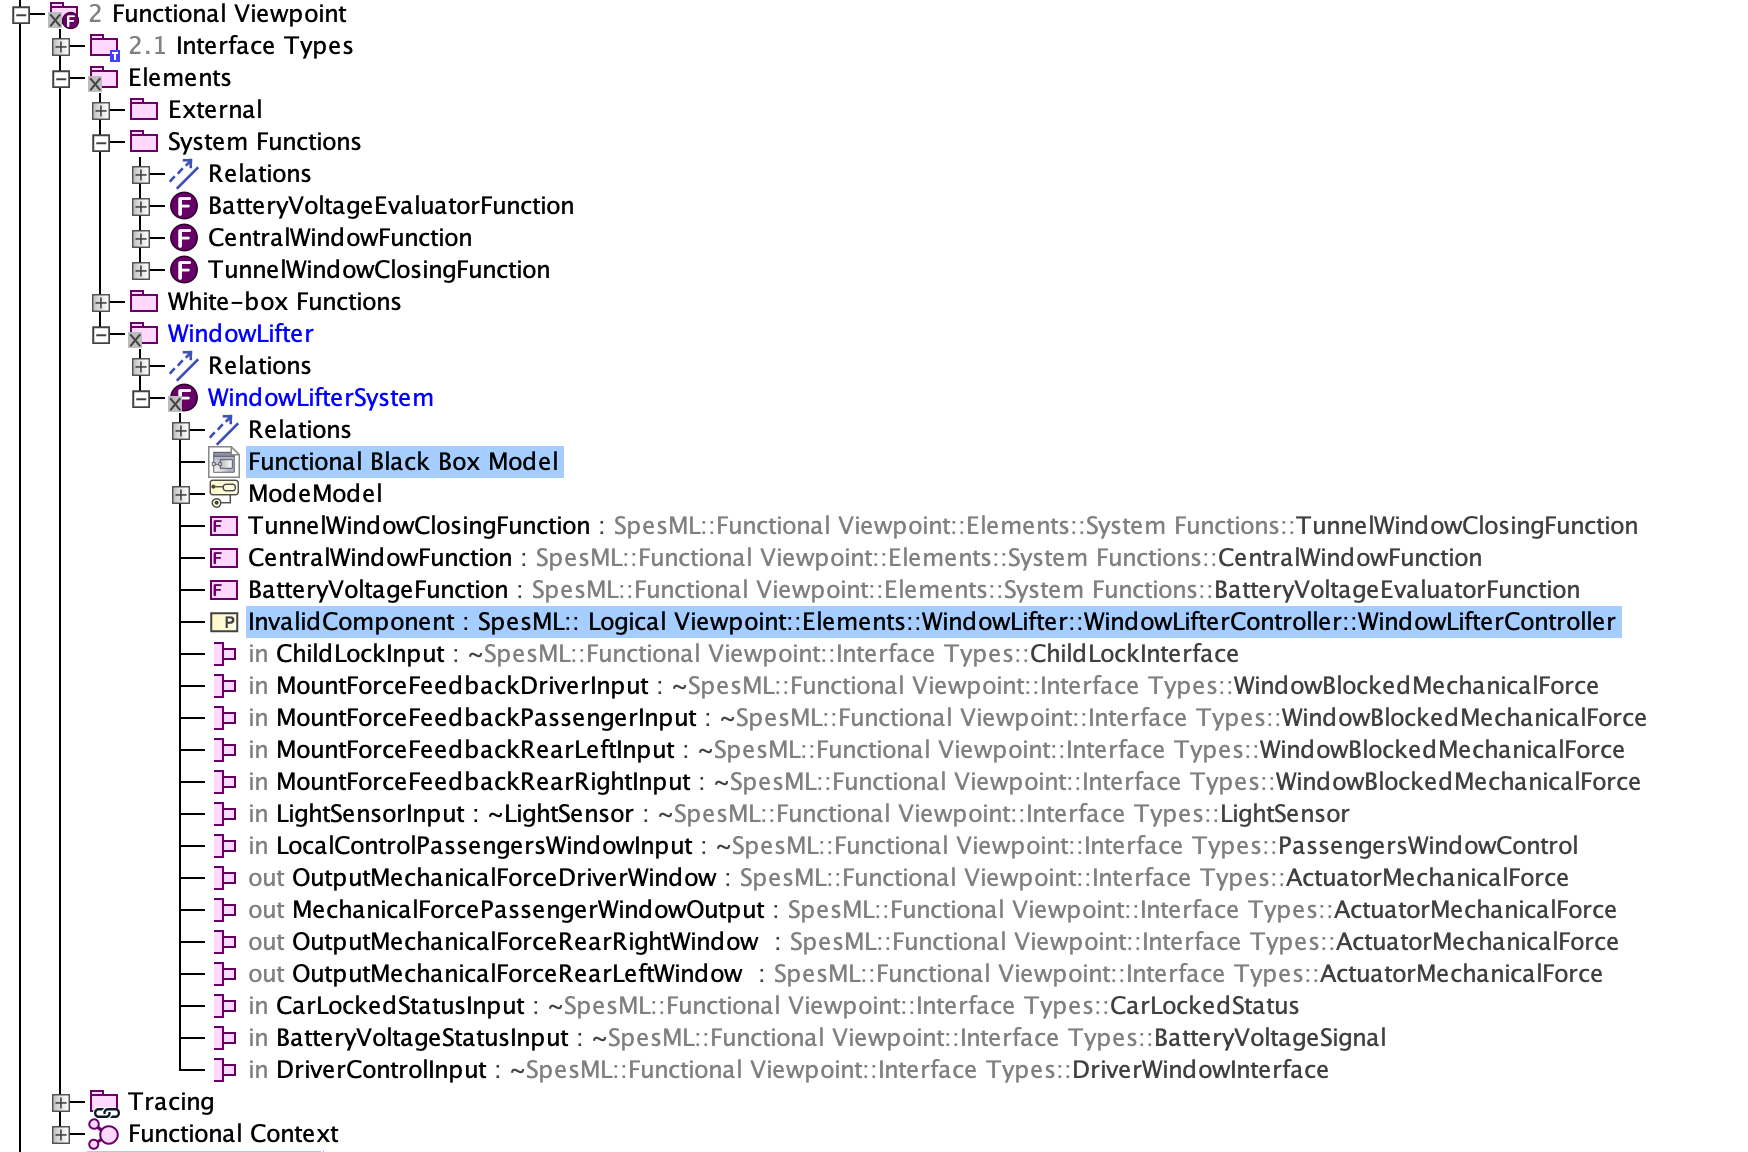 2 Functional Viewpoint
2.1 Interface Types
Elements
External
System Functions
Relations
F BatteryVoltageEvaluatorFunction
F CentralWindowFunction
F TunnelWindowClosingFunction
White-box Functions
WindowLifter
Relations
F WindowLifterSystem
Relations
Functional Black Box Model
ModeModel
F TunnelWindowClosingFunction : SpesML::Functional Viewpoint::Elements::System Functions::TunnelWindowClosingFunction
F CentralWindowFunction : SpesML::Functional Viewpoint::Elements::System Functions::CentralWindowFunction
F BatteryVoltageFunction : SpesML::Functional Viewpoint::Elements::System Functions::BatteryVoltageEvaluatorFunction
P InvalidComponent : SpesML:: Logical Viewpoint::Elements::WindowLifter::WindowLifterController::WindowLifterController
in ChildLockInput : ~SpesML::Functional Viewpoint::Interface Types::ChildLockInterface
in MountForceFeedbackDriverInput : ~SpesML::Functional Viewpoint::Interface Types::WindowBlockedMechanicalForce
in MountForceFeedbackPassengerInput : ~SpesML::Functional Viewpoint::Interface Types::WindowBlockedMechanicalForce
in MountForceFeedbackRearLeftInput : ~SpesML::Functional Viewpoint::Interface Types::WindowBlockedMechanicalForce
in MountForceFeedbackRearRightInput : ~SpesML::Functional Viewpoint::Interface Types::WindowBlockedMechanicalForce
in LightSensorInput : ~LightSensor : ~SpesML::Functional Viewpoint::Interface Types::LightSensor
in LocalControlPassengersWindowInput : ~SpesML::Functional Viewpoint::Interface Types::PassengersWindowControl
out OutputMechanicalForceDriverWindow : SpesML::Functional Viewpoint::Interface Types::ActuatorMechanicalForce
out MechanicalForcePassengerWindowOutput : SpesML::Functional Viewpoint::Interface Types::ActuatorMechanicalForce
out OutputMechanicalForceRearRightWindow : SpesML::Functional Viewpoint::Interface Types::ActuatorMechanicalForce
out OutputMechanicalForceRearLeftWindow : SpesML::Functional Viewpoint::Interface Types::ActuatorMechanicalForce
in CarLockedStatusInput : ~SpesML::Functional Viewpoint::Interface Types::CarLockedStatus
in BatteryVoltageStatusInput : ~SpesML::Functional Viewpoint::Interface Types::BatteryVoltageSignal
in DriverControlInput : ~SpesML::Functional Viewpoint::Interface Types::DriverWindowInterface
Tracing
Functional Context